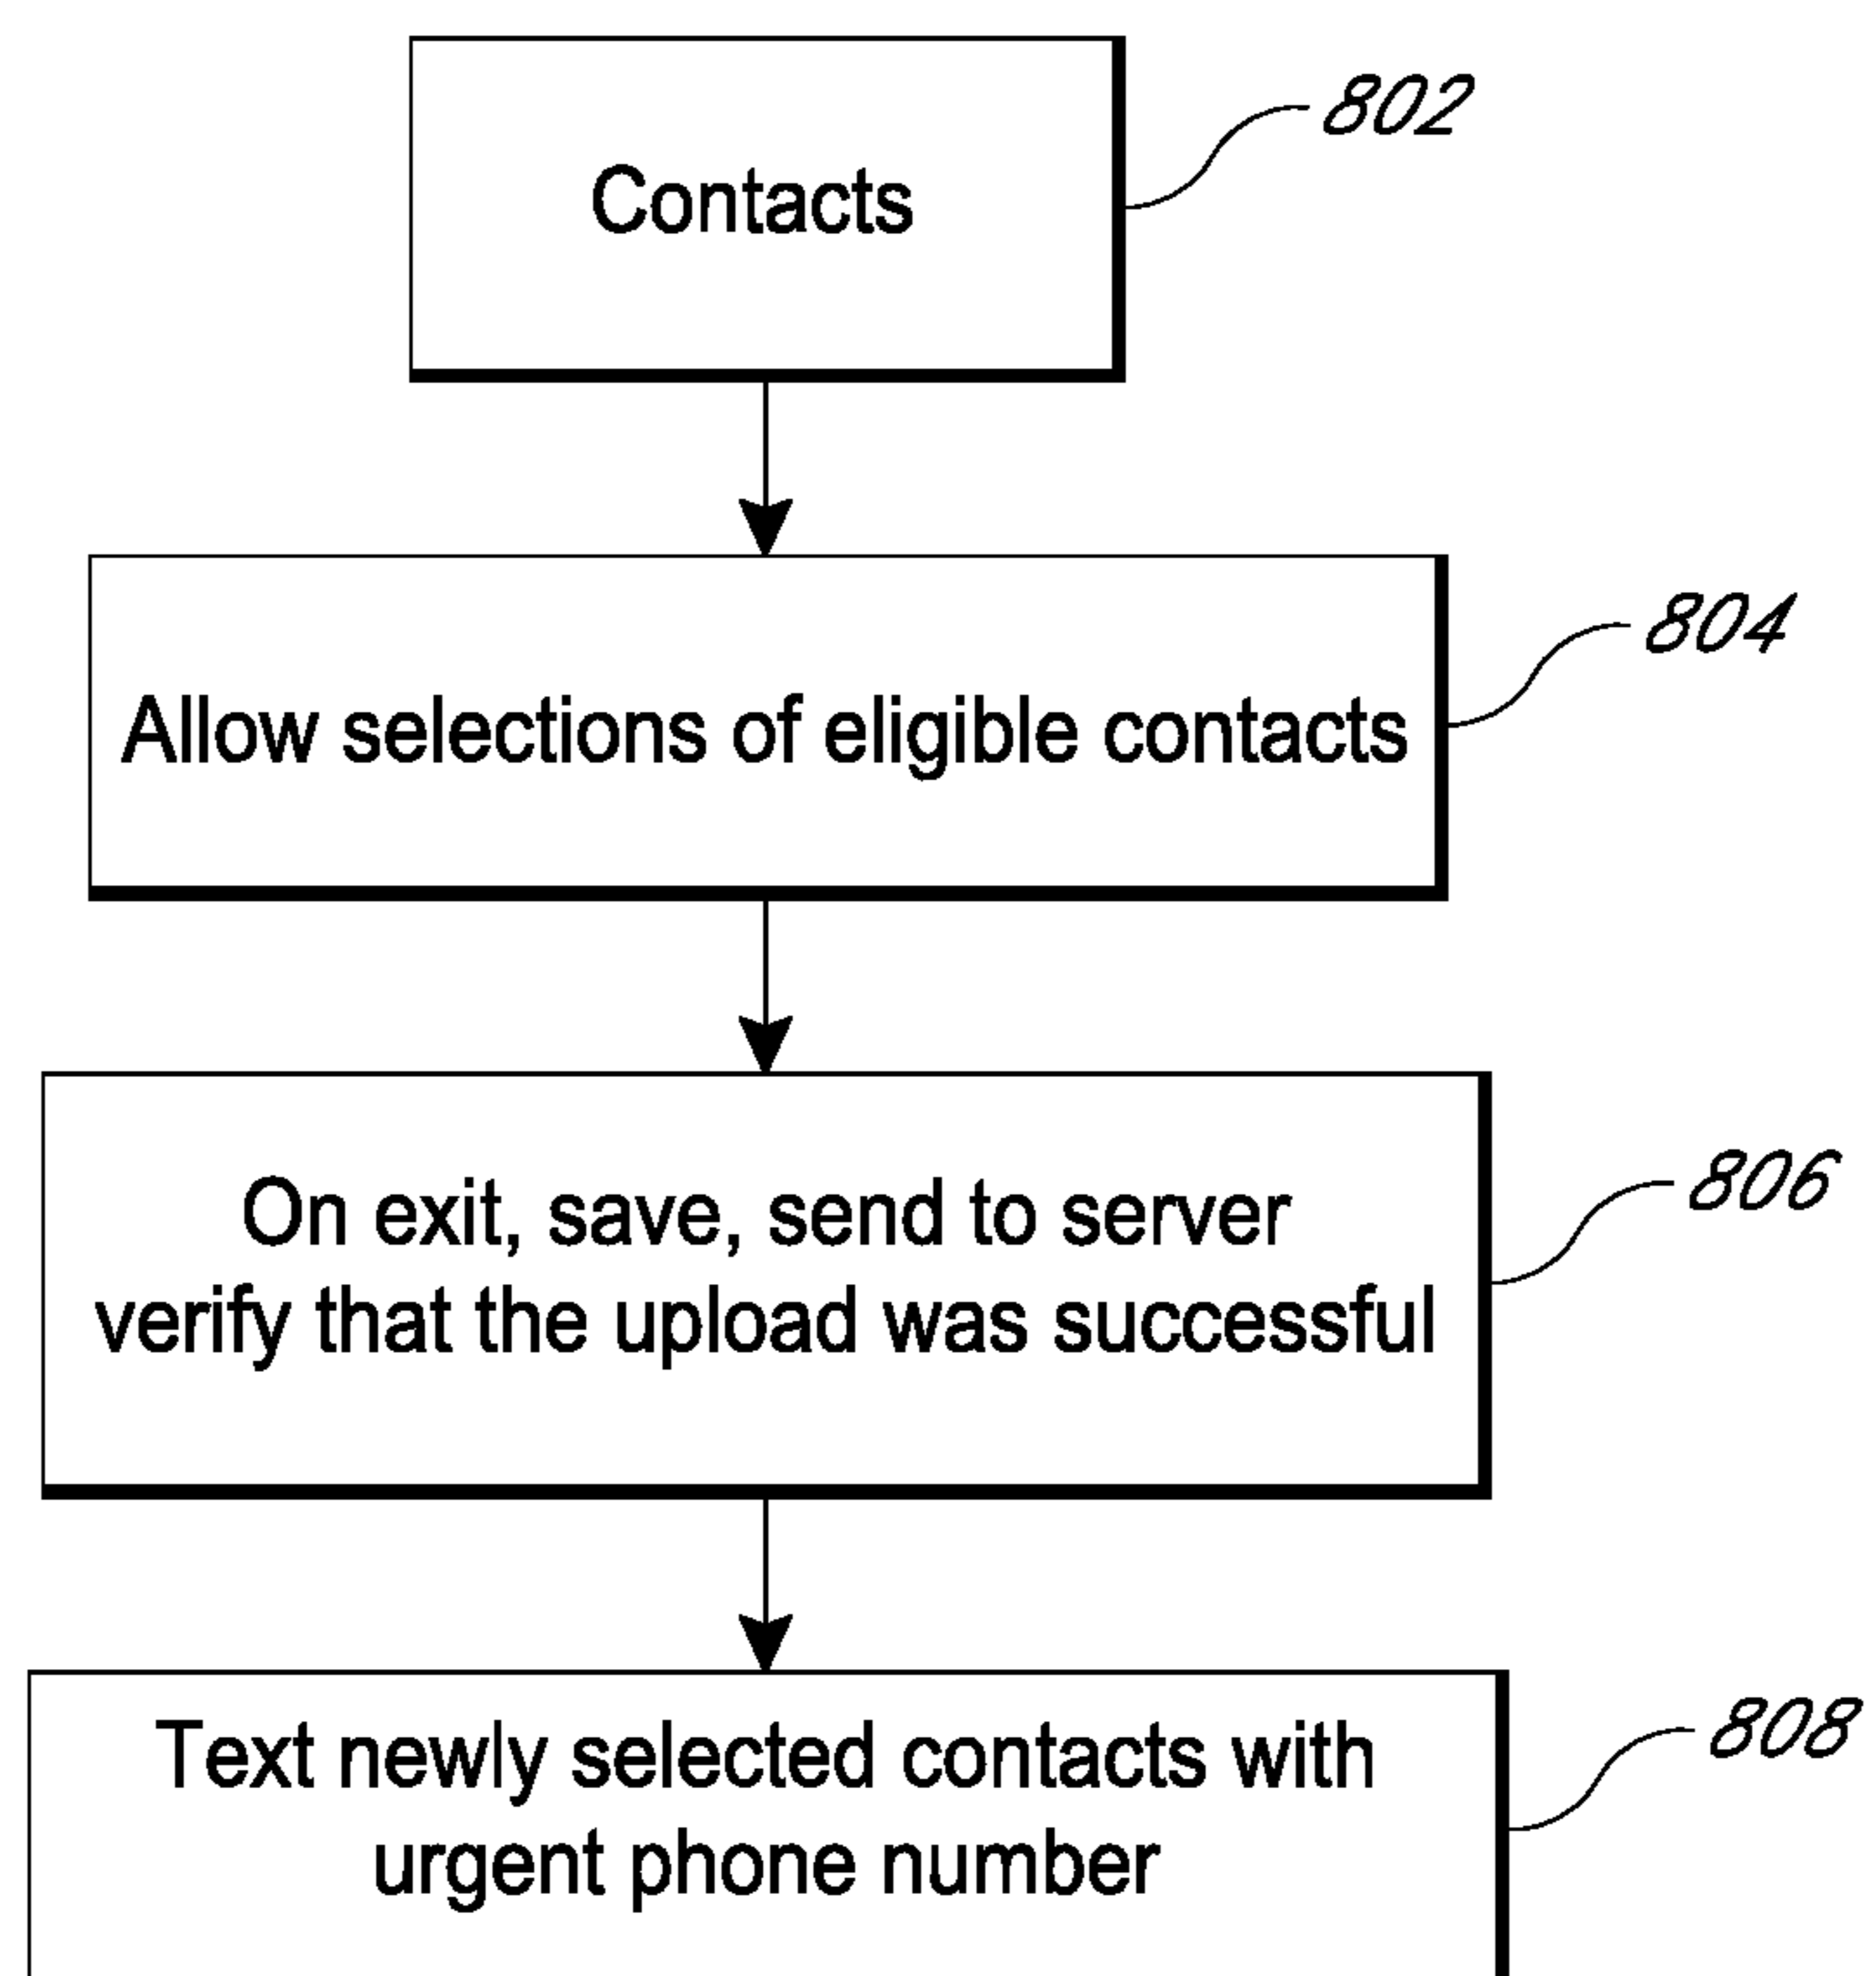 802
Contacts
804
Allow selections of eligible contacts
806
On exit, save, send to server
verify that the upload was successful
808
Text newly selected contacts with
urgent phone number